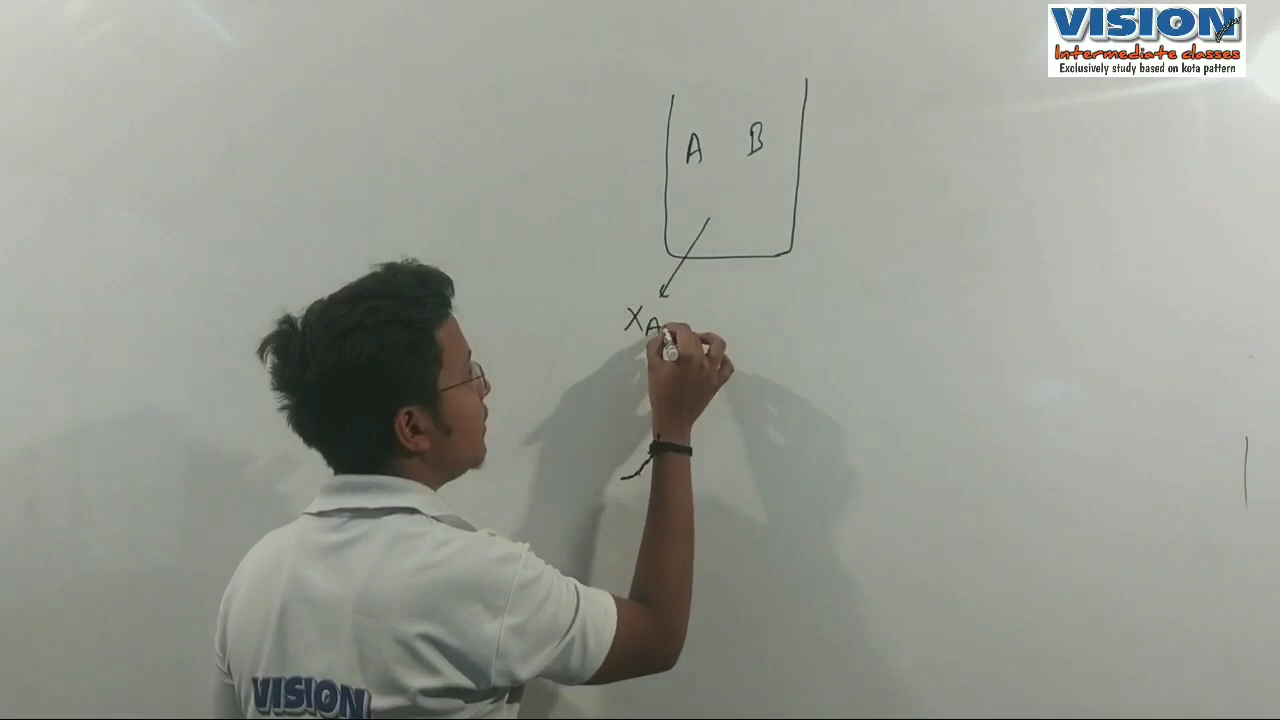 VISION
Intermediate classes
Exclusively study based on kota pattern
A B
XA
VISION